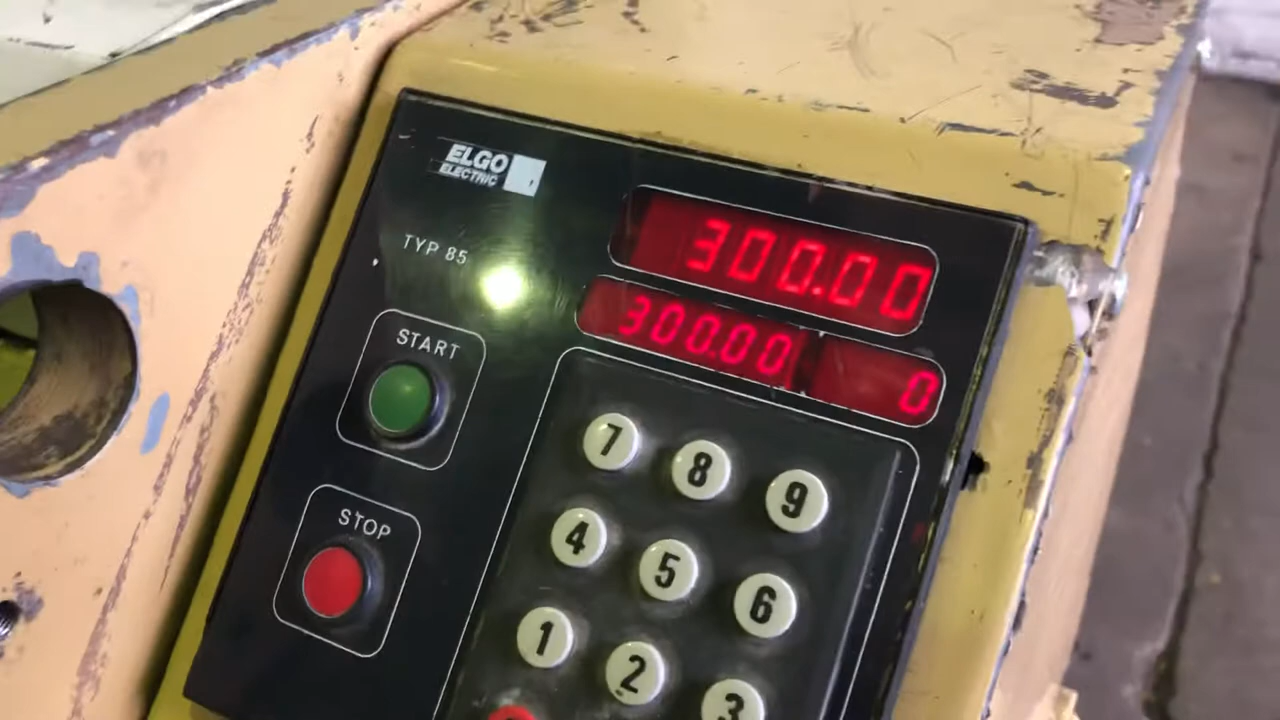 ELGO
ELECTRIC
TYP 85
300.00
300.00
0
START
STOP
7 8 9
4 5 6
1 2 3